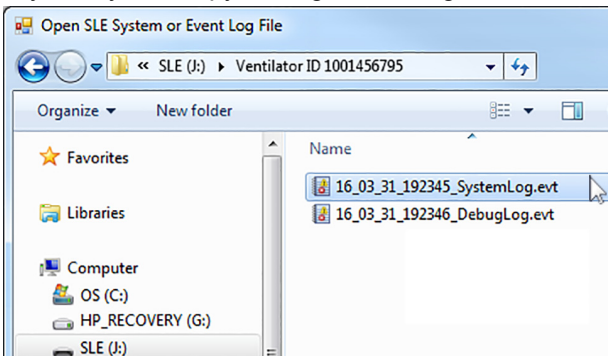 Open SLE System or Event Log File
« SLE (J:) ▸ Ventilator ID 1001456795
Organize ▾ New folder
Favorites
Libraries
Computer
OS (C:)
HP_RECOVERY (G:)
SLE (J:)
Name
16_03_31_192345_SystemLog.evt
16_03_31_192346_DebugLog.evt